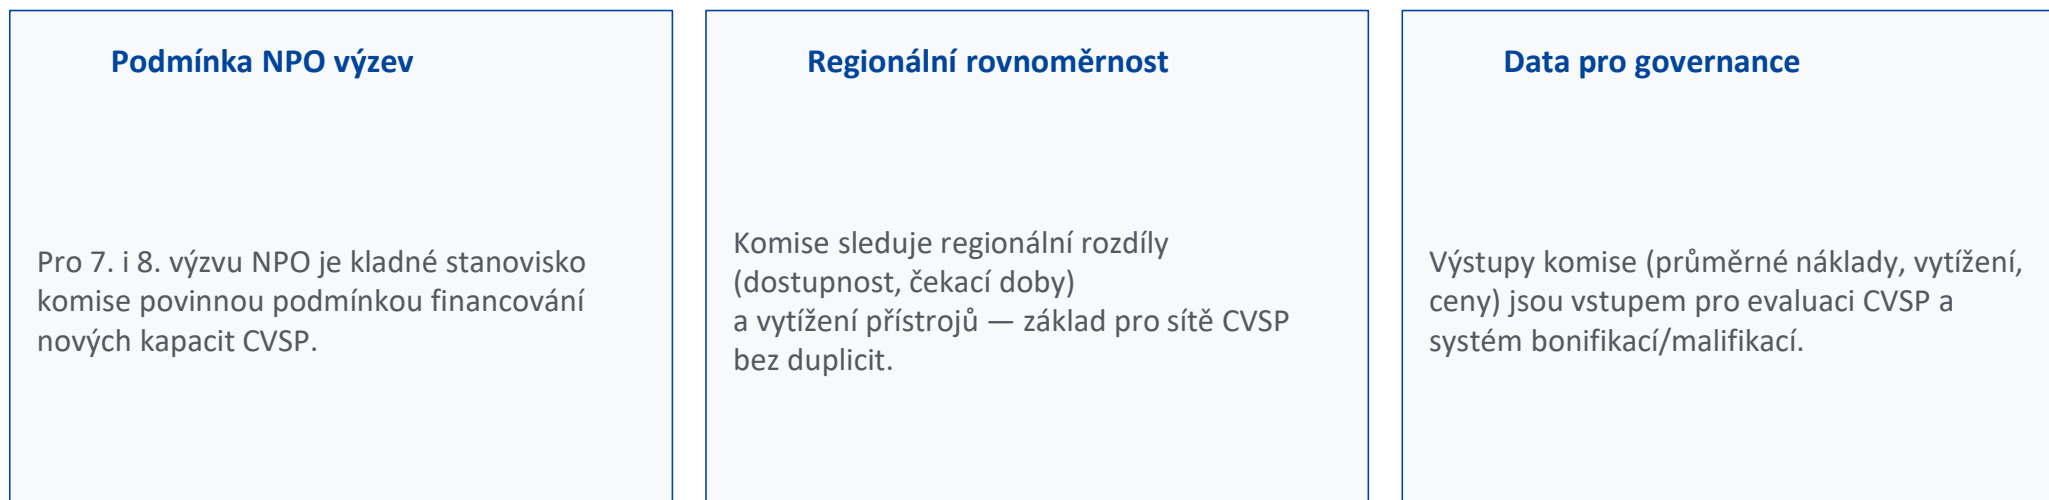 Podmínka NPO výzev
Pro 7. i 8. výzvu NPO je kladné stanovisko
komise povinnou podmínkou financování
nových kapacit CVSP.
Regionální rovnoměrnost
Komise sleduje regionální rozdíly
(dostupnost, čekací doby)
a vytížení přístrojů — základ pro sítě CVSP
bez duplicit.
Data pro governance
Výstupy komise (průměrné náklady, vytížení,
ceny) jsou vstupem pro evaluaci CVSP a
systém bonifikací/malifikací.